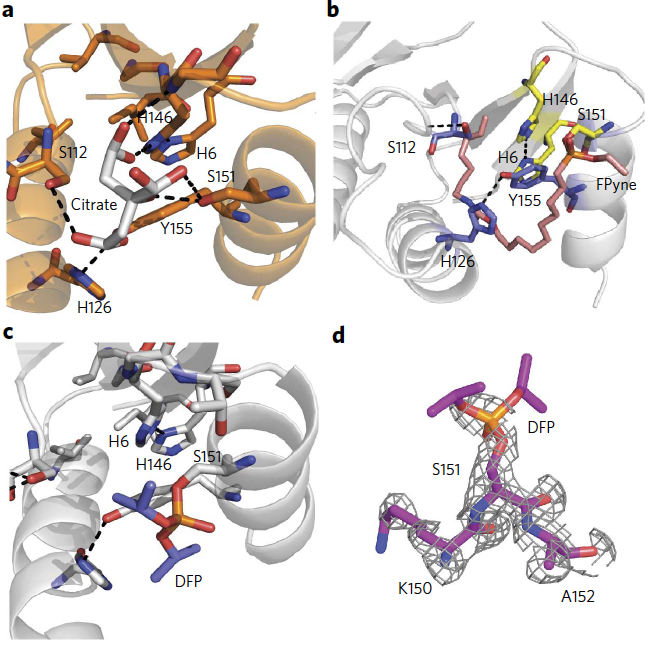 a
H146
S112
H6
S151
Citrate
Y155
H126
b
H146
S151
S112
H6
FPyne
Y155
H126
c
H6
H146
S151
DFP
d
DFP
S151
K150
A152